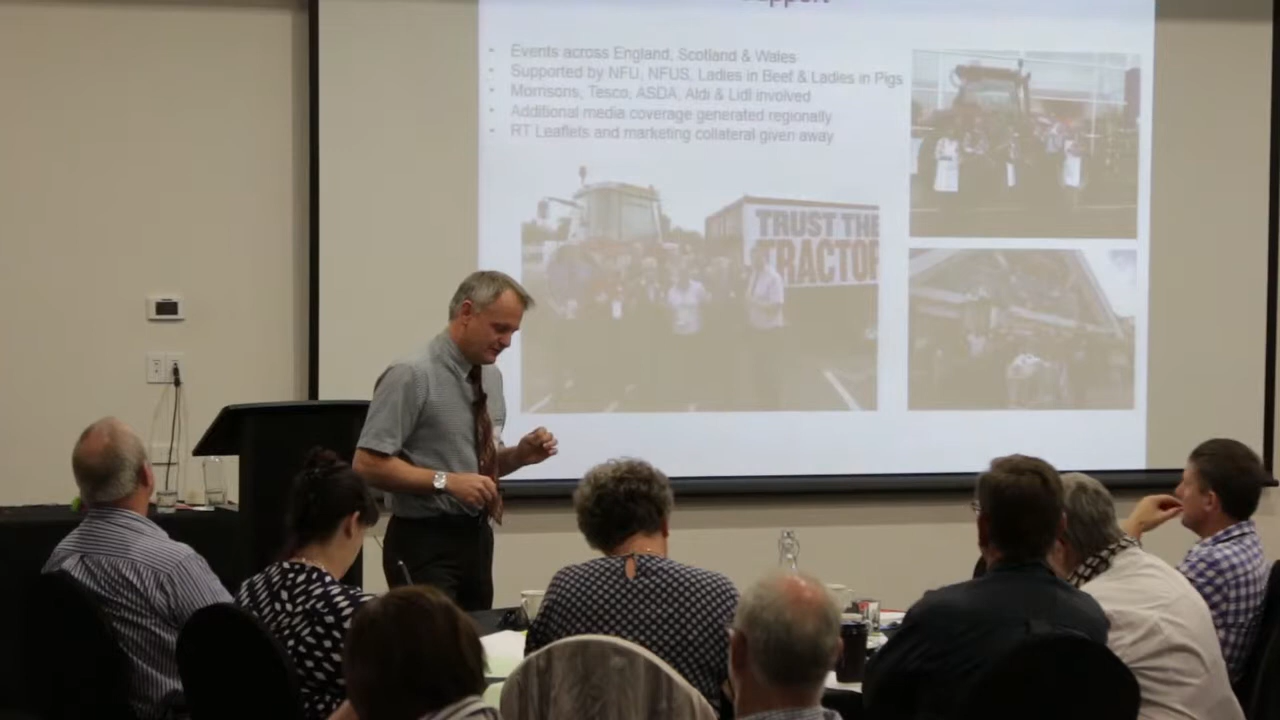 upport
• Events across England, Scotland & Wales
• Supported by NFU, NFUS, Ladies in Beef & Ladies in Pigs
• Morrisons, Tesco, ASDA, Aldi & Lidl involved
• Additional media coverage generated regionally
• RT Leaflets and marketing collateral given away
TRUST THE
TRACTOR